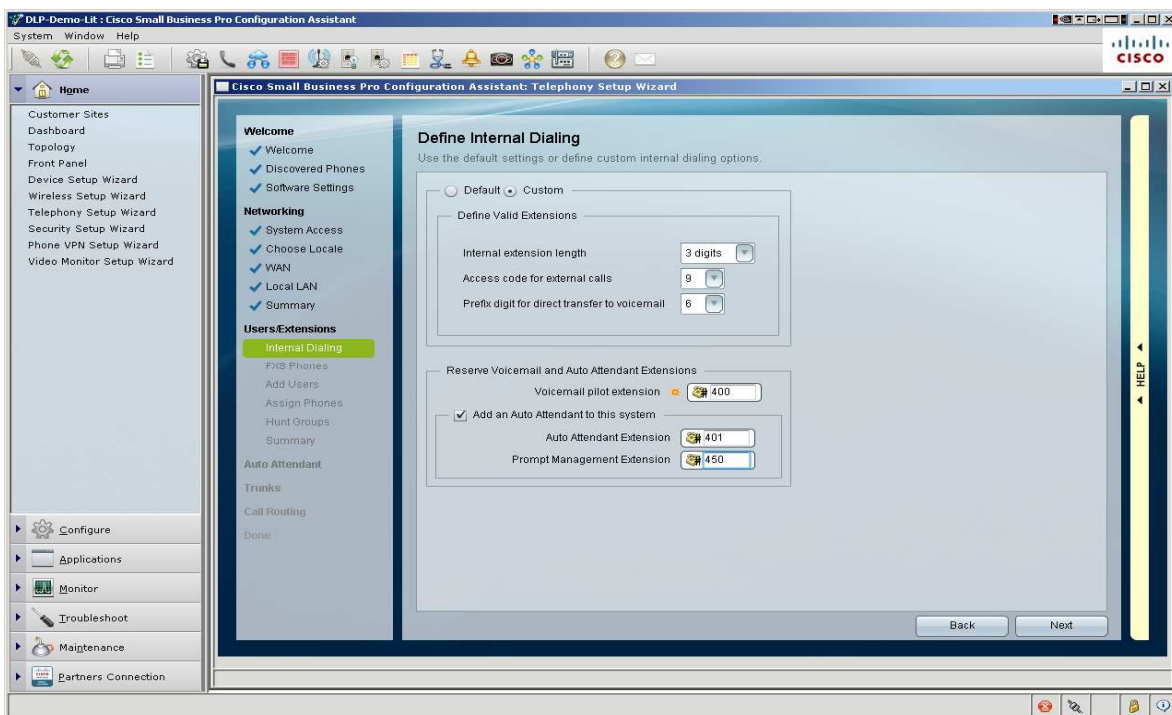 DLP-Demo-Lit : Cisco Small Business Pro Configuration Assistant
System Window Help
CISCO
Home
Customer Sites
Dashboard
Topology
Front Panel
Device Setup Wizard
Wireless Setup Wizard
Telephony Setup Wizard
Security Setup Wizard
Phone VPN Setup Wizard
Video Monitor Setup Wizard
Configure
Applications
Monitor
Troubleshoot
Maintenance
Partners Connection
Cisco Small Business Pro Configuration Assistant: Telephony Setup Wizard
Welcome
Welcome
Discovered Phones
Software Settings
Networking
System Access
Choose Locale
WAN
Local LAN
Summary
Users/Extensions
Internal Dialing
FXS Phones
Add Users
Assign Phones
Hunt Groups
Summary
Auto Attendant
Trunks
Call Routing
Done
Define Internal Dialing
Use the default settings or define custom internal dialing options.
Default Custom
Define Valid Extensions
Internal extension length 3 digits
Access code for external calls 9
Prefix digit for direct transfer to voicemail 6
Reserve Voicemail and Auto Attendant Extensions
Voicemail pilot extension # 400
Add an Auto Attendant to this system
Auto Attendant Extension # 401
Prompt Management Extension # 450
Back Next
HELP